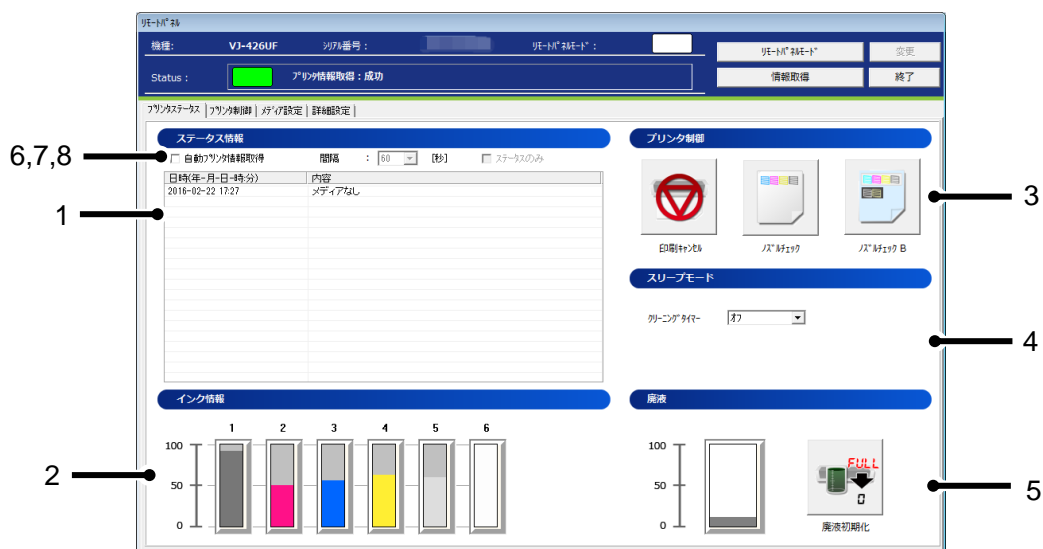 リモートパネル
機種: VJ-426UF シリアル番号: リモートパネルモード: リモートパネルモード 変更
Status : プリンタ情報取得:成功 情報取得 終了
プリンタステータス プリンタ制御 メディア設定 詳細設定
ステータス情報
6,7,8 自動プリンタ情報取得 間隔 : 60 [秒] ステータスのみ
日時(年-月-日-時:分) 内容
2016-02-22 17:27 メディアなし
1
プリンタ制御
3
印刷キャンセル ノズルチェック ノズルチェック B
スリープモード
クリーニングタイマー オフ
4
インク情報
1 2 3 4 5 6
100
50
0
2
廃液
100
50
0
FULL
0
廃液初期化
5